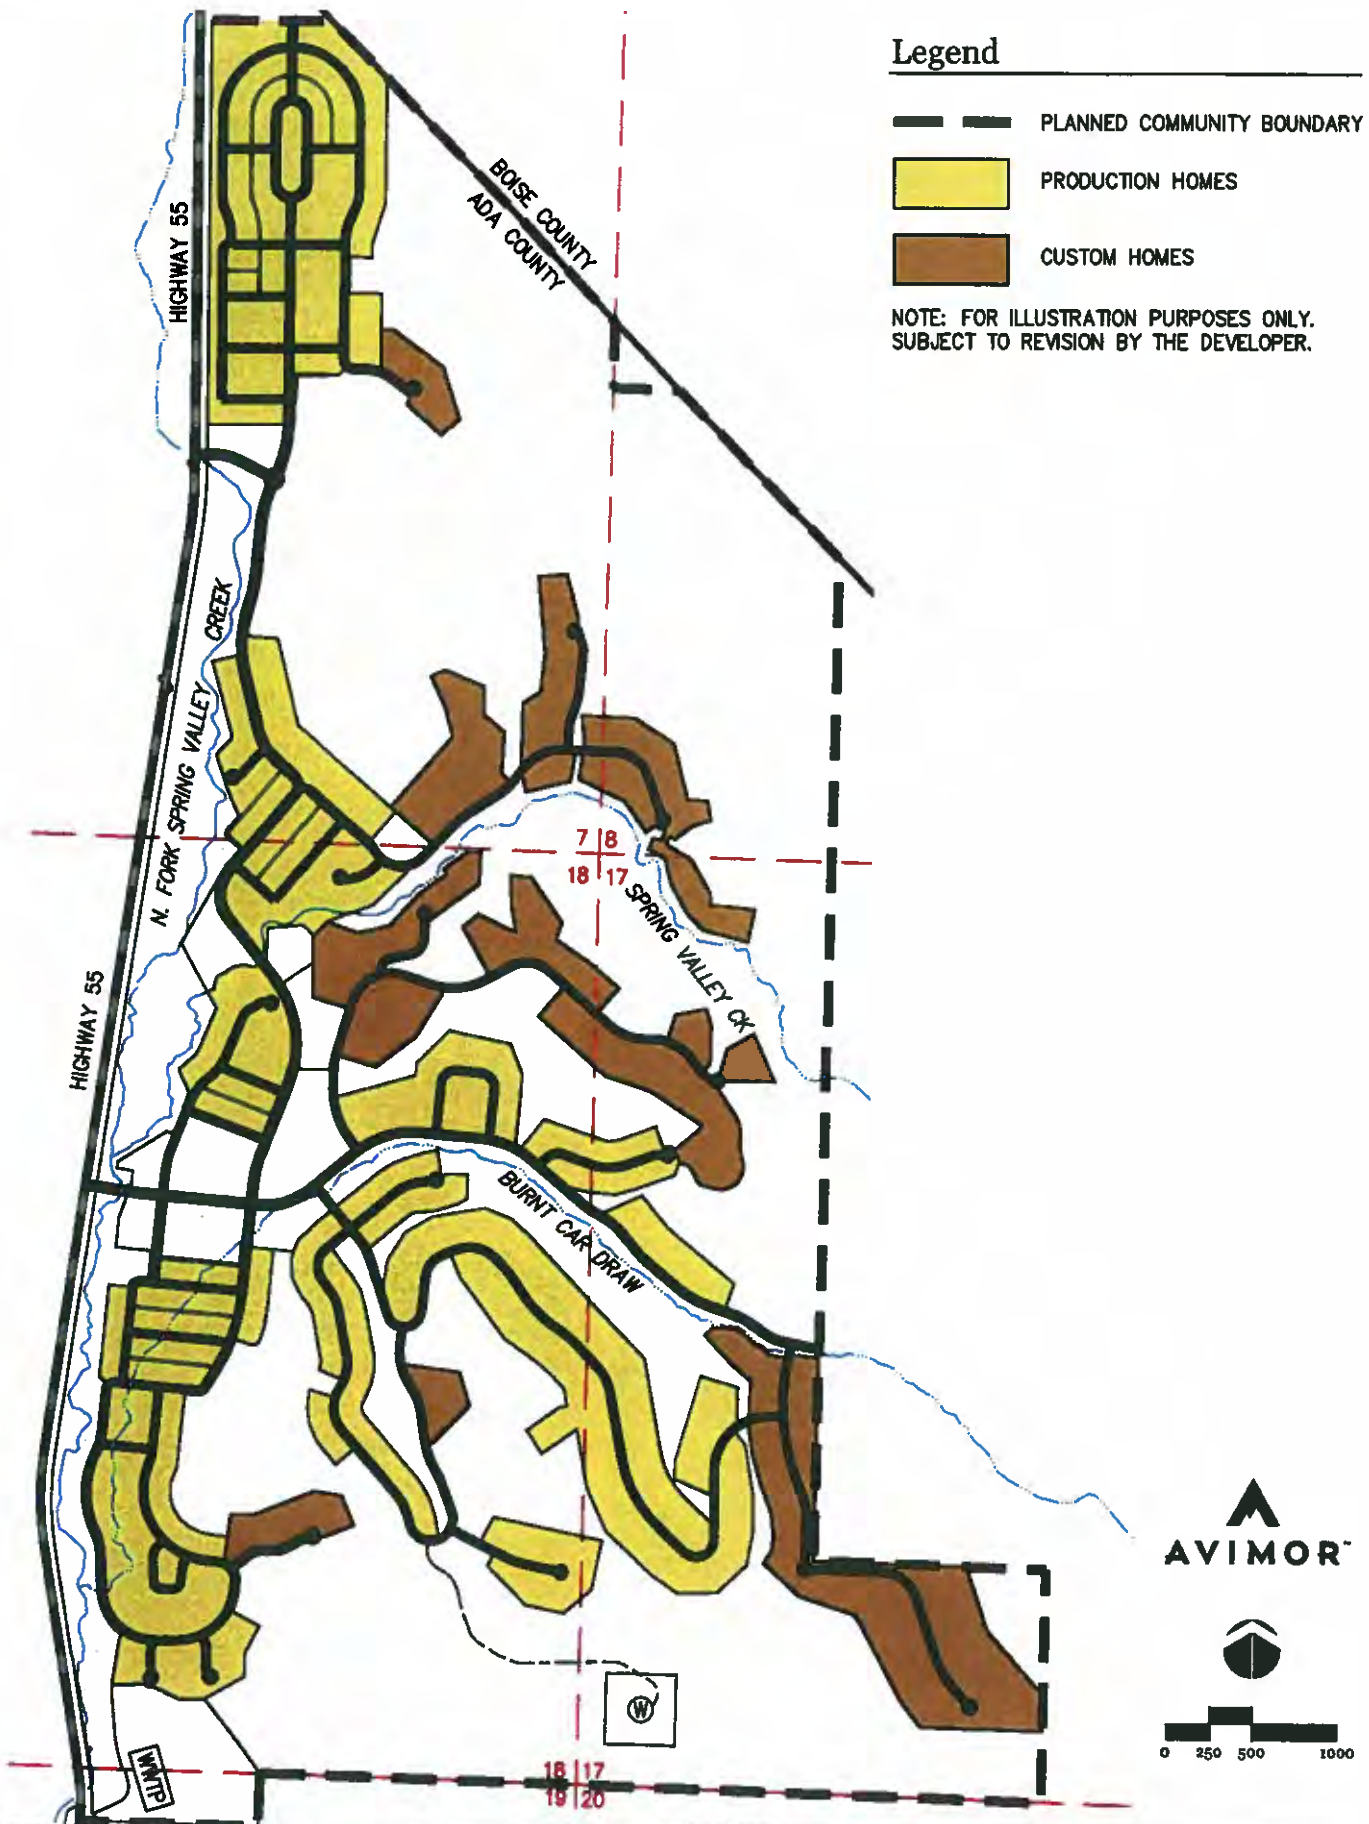 Legend
PLANNED COMMUNITY BOUNDARY
PRODUCTION HOMES
CUSTOM HOMES
NOTE: FOR ILLUSTRATION PURPOSES ONLY.
SUBJECT TO REVISION BY THE DEVELOPER.
BOISE COUNTY
ADA COUNTY
HIGHWAY 55
N. FORK SPRING VALLEY CREEK
7 8
18 17
SPRING VALLEY CK
HIGHWAY 55
BURNT CAR DRAW
AVIMOR™
W
0 250 500 1000
WWTP
18 17
19 20